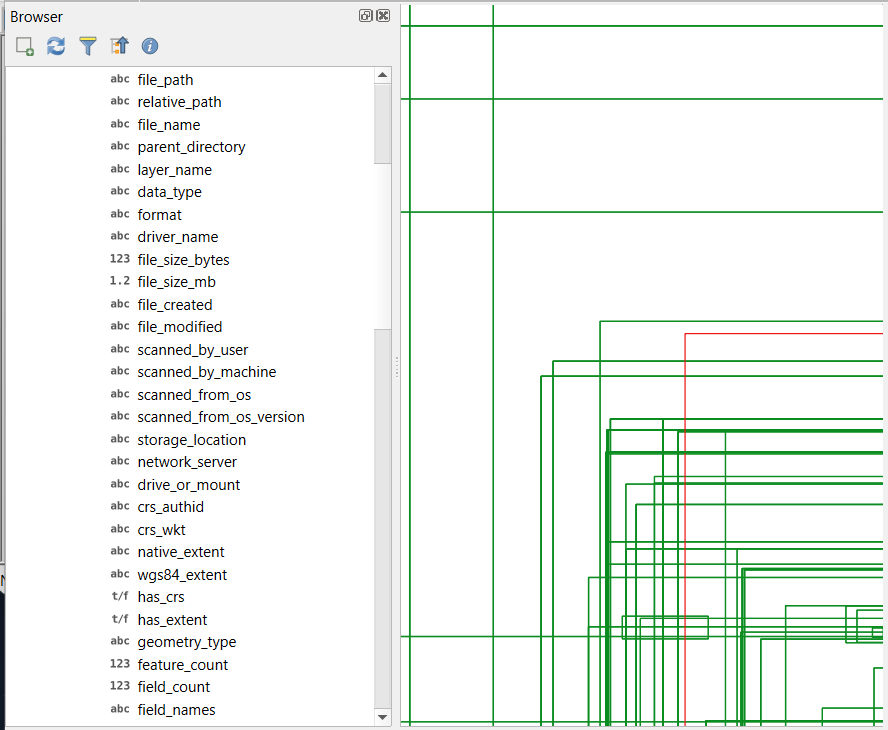 Browser
abc file_path
abc relative_path
abc file_name
abc parent_directory
abc layer_name
abc data_type
abc format
abc driver_name
123 file_size_bytes
1.2 file_size_mb
abc file_created
abc file_modified
abc scanned_by_user
abc scanned_by_machine
abc scanned_from_os
abc scanned_from_os_version
abc storage_location
abc network_server
abc drive_or_mount
abc crs_authid
abc crs_wkt
abc native_extent
abc wgs84_extent
t/f has_crs
t/f has_extent
abc geometry_type
123 feature_count
123 field_count
abc field_names